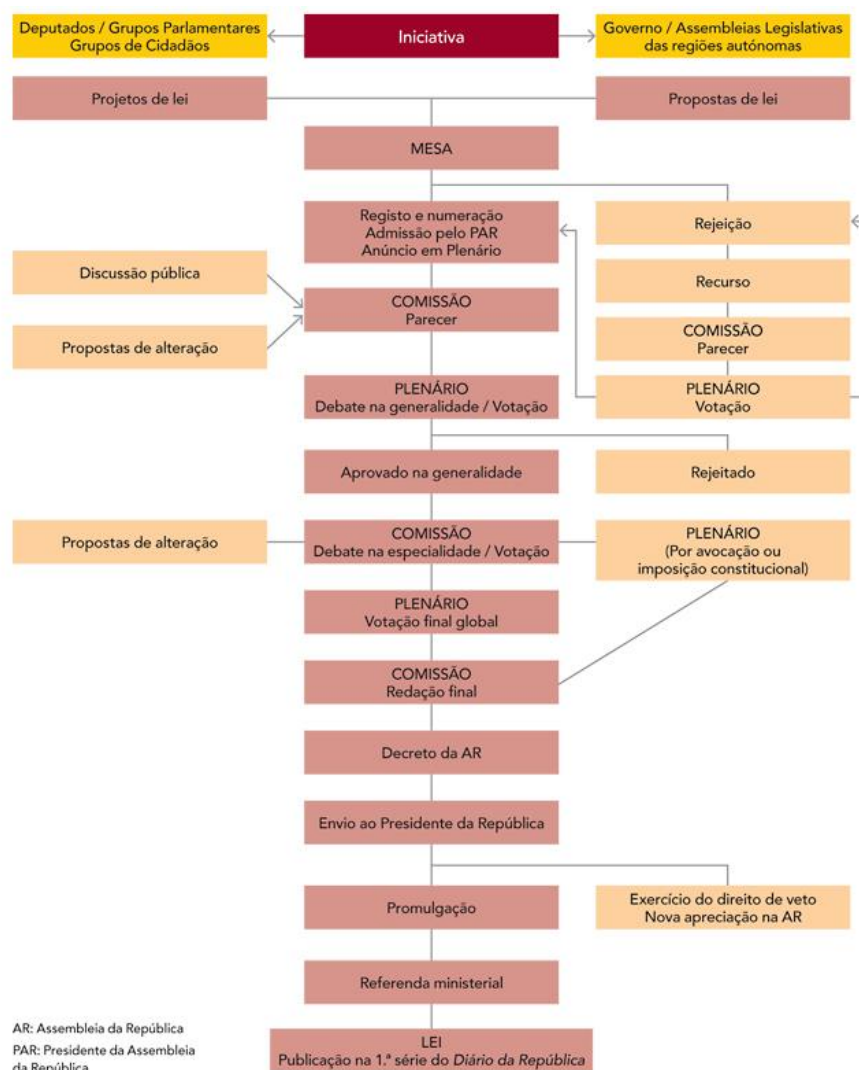 Deputados / Grupos Parlamentares
Grupos de Cidadãos
Iniciativa
Governo / Assembleias Legislativas
das regiões autónomas
Projetos de lei
Propostas de lei
MESA
Registo e numeração
Admissão pelo PAR
Anúncio em Plenário
Rejeição
Discussão pública
Recurso
COMISSÃO
Parecer
Propostas de alteração
COMISSÃO
Parecer
PLENÁRIO
Debate na generalidade / Votação
PLENÁRIO
Votação
Aprovado na generalidade
Rejeitado
Propostas de alteração
COMISSÃO
Debate na especialidade / Votação
PLENÁRIO
(Por avocação ou
imposição constitucional)
PLENÁRIO
Votação final global
COMISSÃO
Redação final
Decreto da AR
Envio ao Presidente da República
Promulgação
Exercício do direito de veto
Nova apreciação na AR
Referenda ministerial
AR: Assembleia da República
PAR: Presidente da Assembleia
da República
LEI
Publicação na 1.ª série do Diário da República